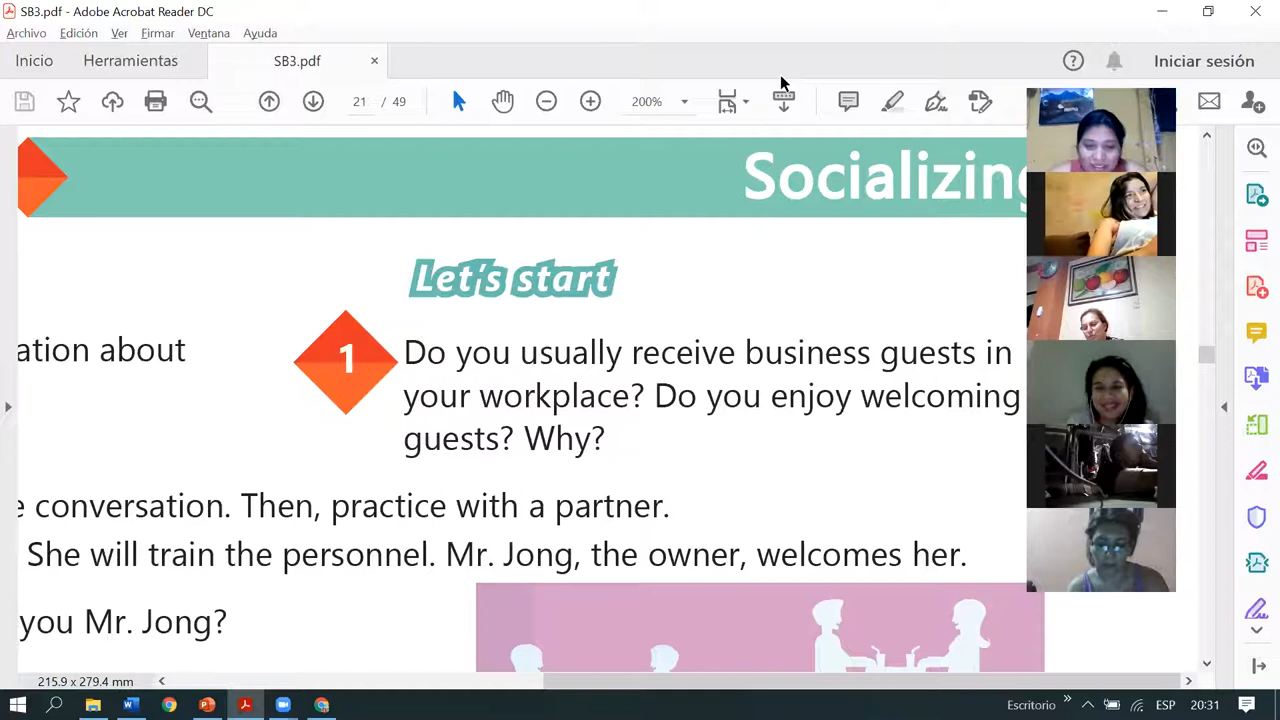 SB3.pdf - Adobe Acrobat Reader DC
Archivo Edición Ver Firmar Ventana Ayuda
Inicio Herramientas SB3.pdf × ? Iniciar sesión
21 49 200%
Socializing
Let's start
ation about
1 Do you usually receive business guests in
your workplace? Do you enjoy welcoming
guests? Why?
e conversation. Then, practice with a partner.
She will train the personnel. Mr. Jong, the owner, welcomes her.
you Mr. Jong?
215.9 x 279.4 mm
Escritorio » ESP 20:31